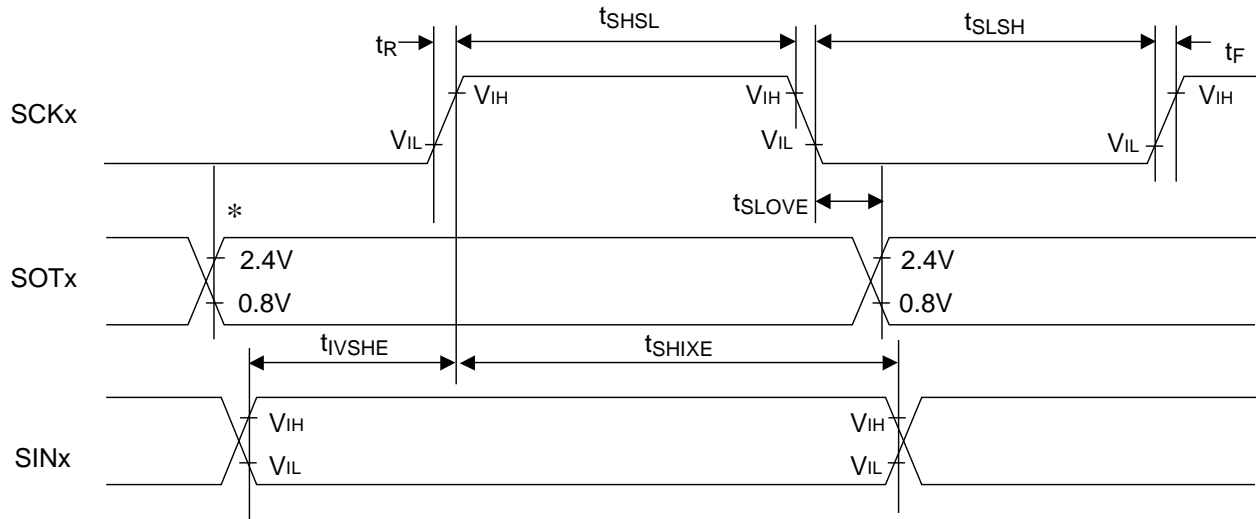 tSHSL
tSLSH
tR
tF
SCKx
VIH
VIH
VIH
VIL
VIL
VIL
tSLOVE
*
SOTx
2.4V
2.4V
0.8V
0.8V
tIVSHE
tSHIXE
SINx
VIH
VIH
VIL
VIL